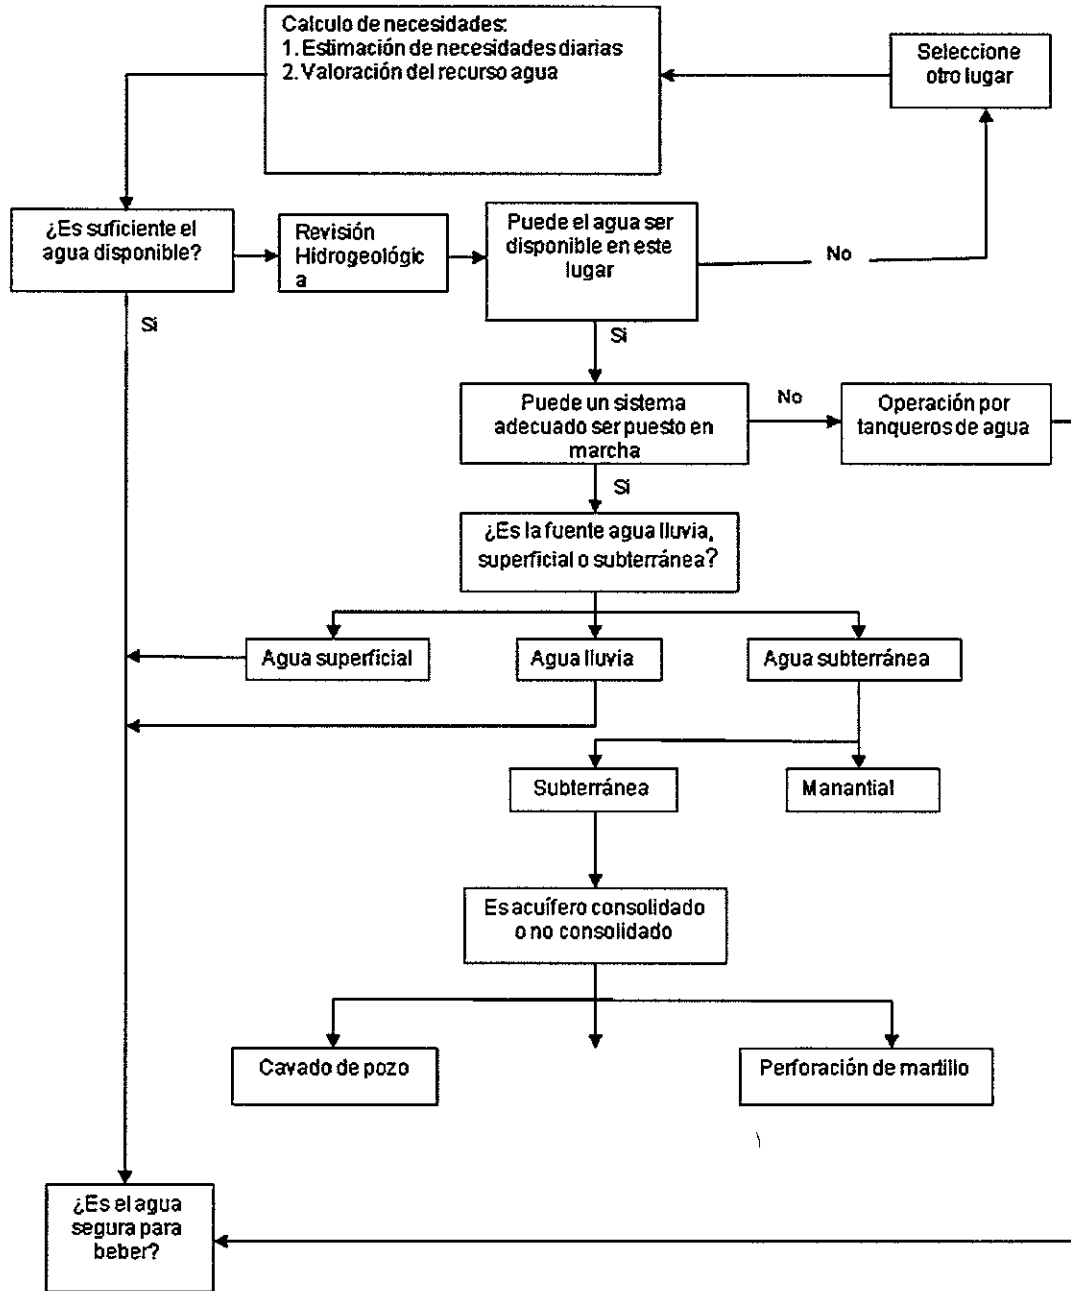 Calculo de necesidades:
1. Estimación de necesidades diarias
2. Valoración del recurso agua
Seleccione
otro lugar
¿Es suficiente el
agua disponible?
Revisión
Hidrogeológic
a
Puede el agua ser
disponible en este
lugar
No
Si
Si
Puede un sistema
adecuado ser puesto en
marcha
No
Operación por
tanqueros de agua
Si
¿Es la fuente agua lluvia,
superficial o subterránea?
Agua superficial
Agua lluvia
Agua subterránea
Subterránea
Manantial
Es acuífero consolidado
o no consolidado
Cavado de pozo
Perforación de martillo
¿Es el agua
segura para
beber?